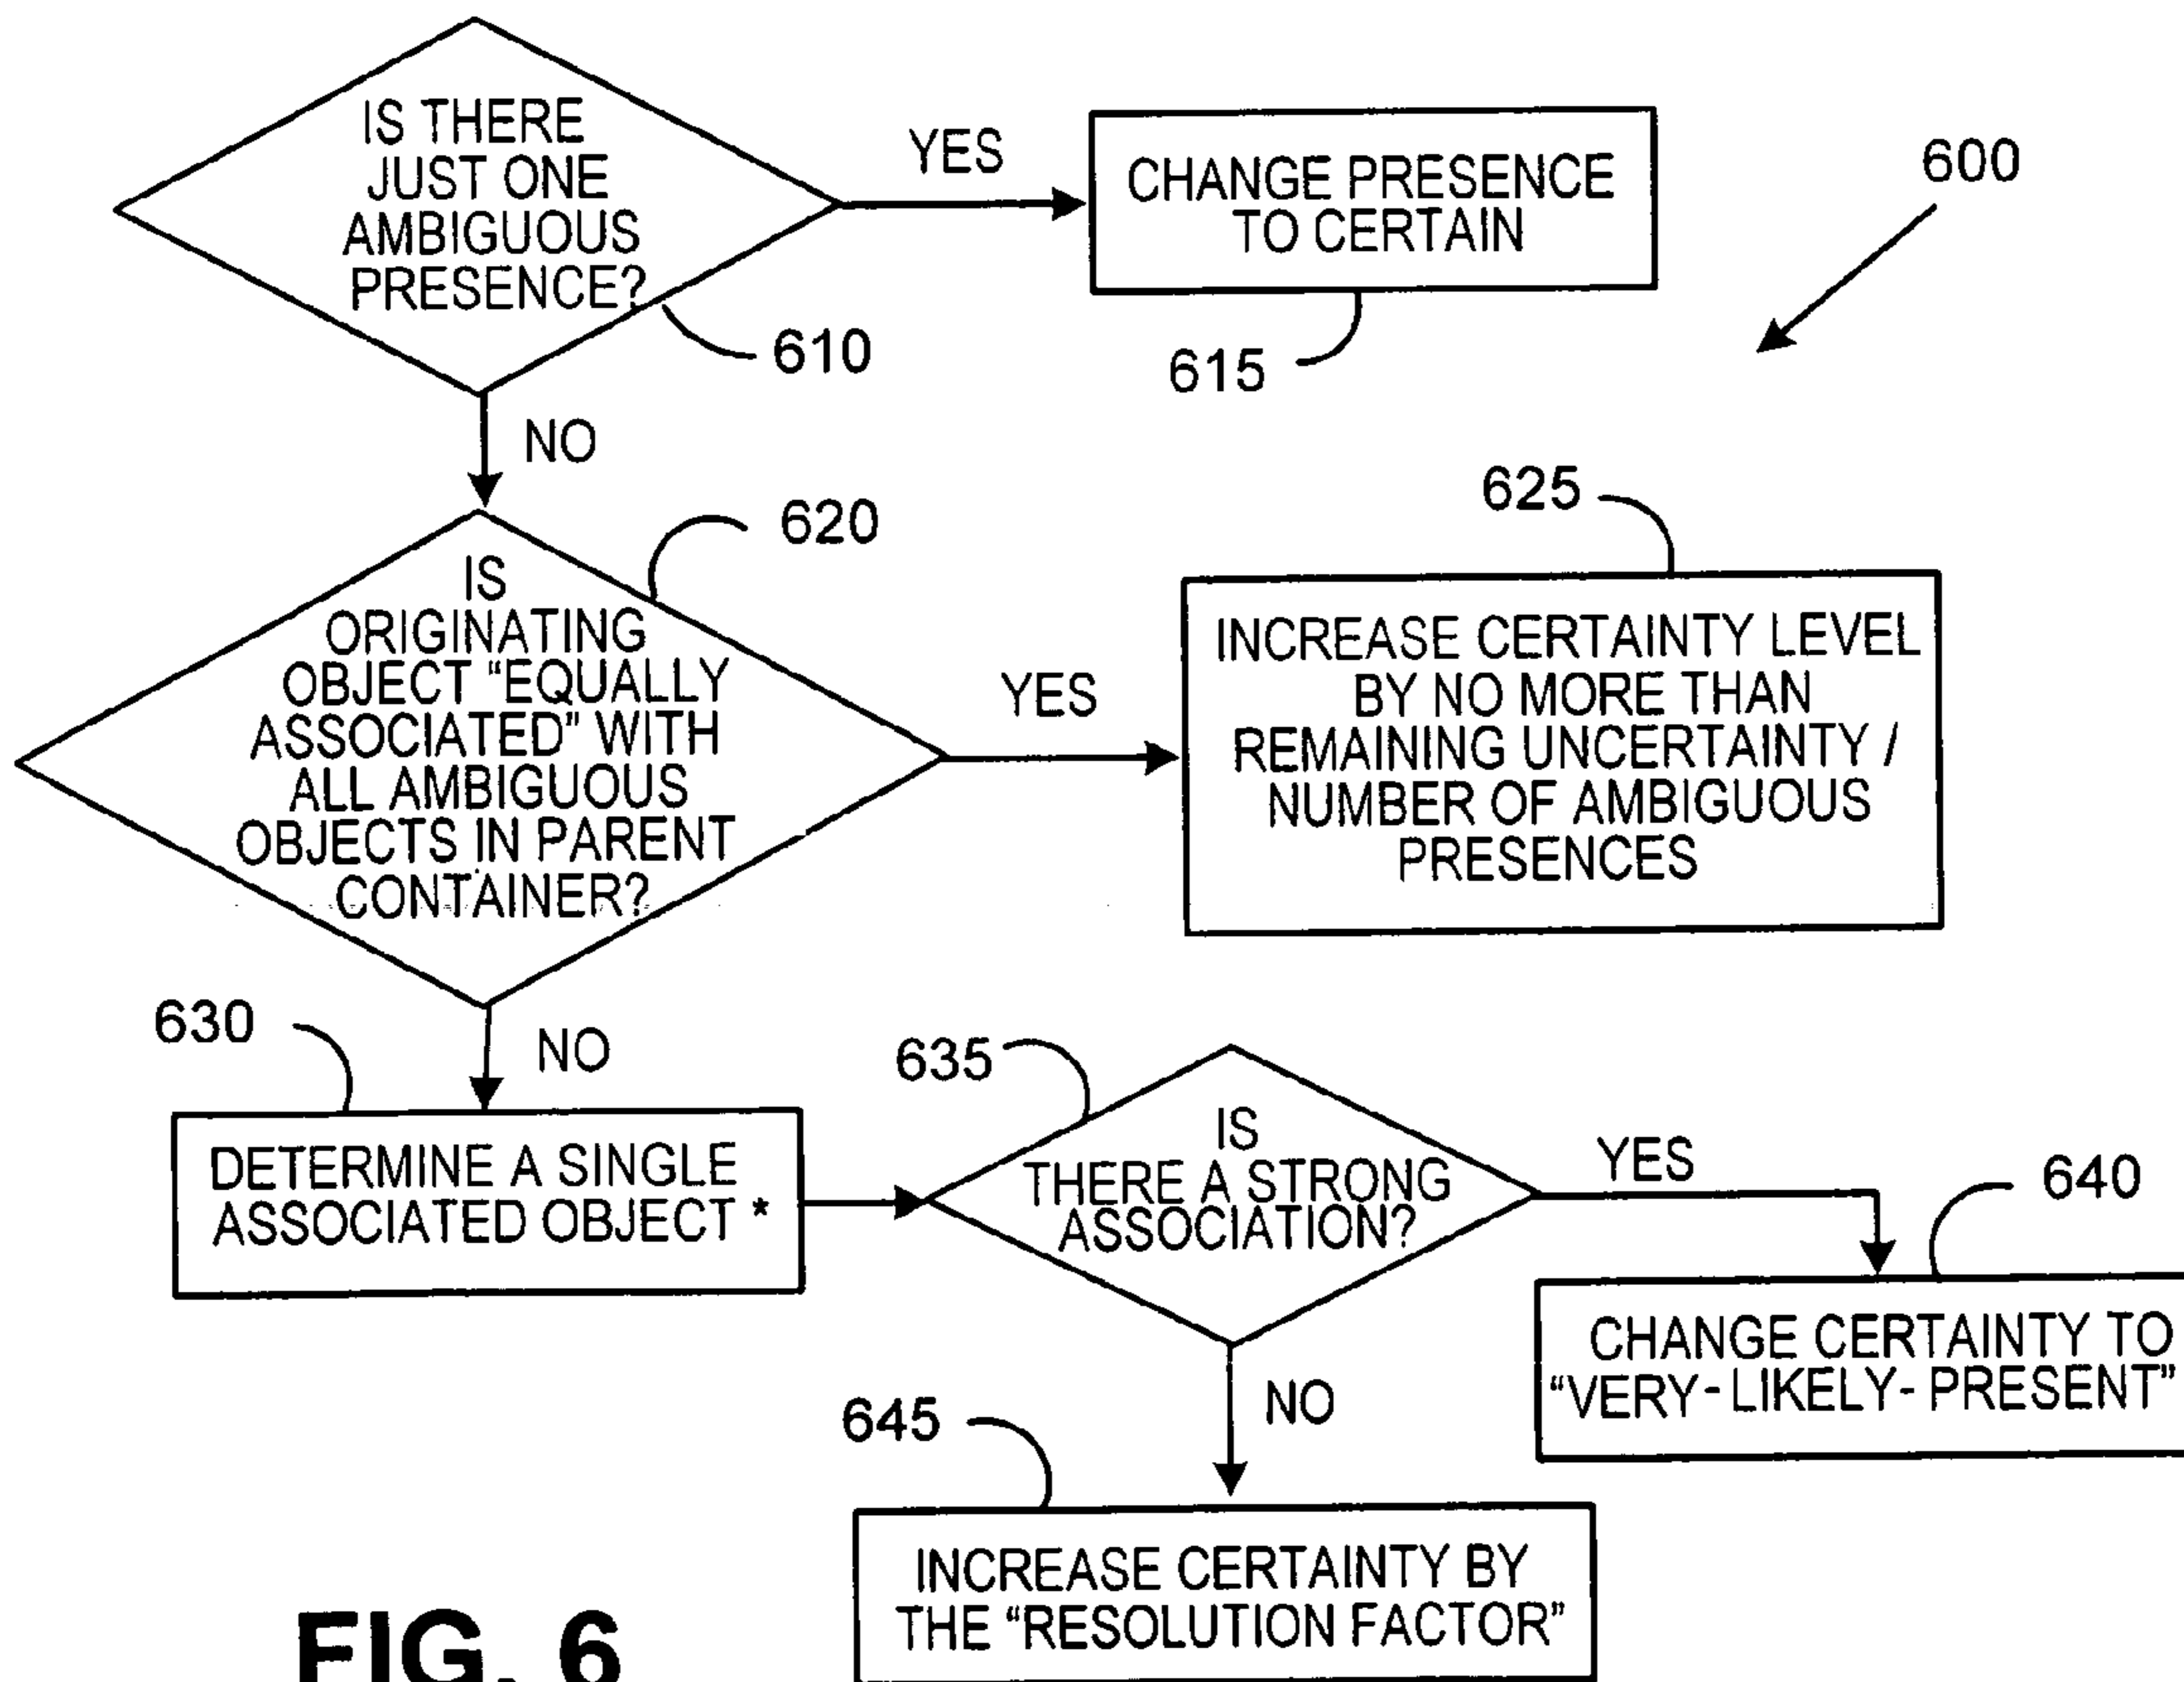 IS THERE
JUST ONE
AMBIGUOUS
PRESENCE?
YES
CHANGE PRESENCE
TO CERTAIN
600
610
615
NO
620
625
IS
ORIGINATING
OBJECT “EQUALLY
ASSOCIATED” WITH
ALL AMBIGUOUS
OBJECTS IN PARENT
CONTAINER?
YES
INCREASE CERTAINTY LEVEL
BY NO MORE THAN
REMAINING UNCERTAINTY /
NUMBER OF AMBIGUOUS
PRESENCES
NO
630
DETERMINE A SINGLE
ASSOCIATED OBJECT *
635
IS
THERE A STRONG
ASSOCIATION?
YES
640
CHANGE CERTAINTY TO
“VERY-LIKELY-PRESENT”
NO
645
INCREASE CERTAINTY BY
THE “RESOLUTION FACTOR”
FIG. 6